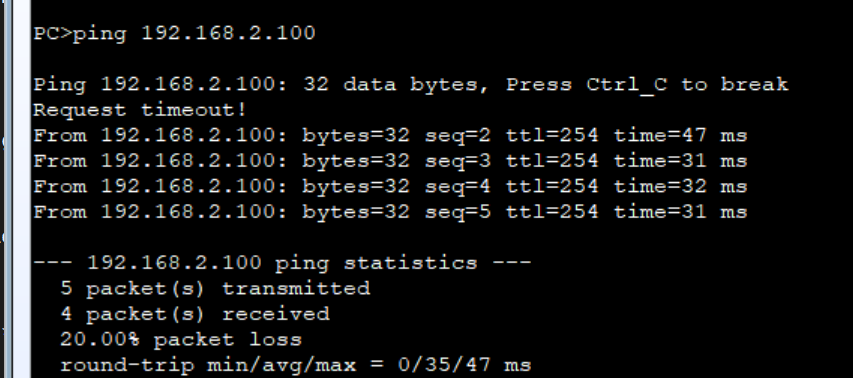 PC>ping 192.168.2.100
Ping 192.168.2.100: 32 data bytes, Press Ctrl_C to break
Request timeout!
From 192.168.2.100: bytes=32 seq=2 ttl=254 time=47 ms
From 192.168.2.100: bytes=32 seq=3 ttl=254 time=31 ms
From 192.168.2.100: bytes=32 seq=4 ttl=254 time=32 ms
From 192.168.2.100: bytes=32 seq=5 ttl=254 time=31 ms
--- 192.168.2.100 ping statistics ---
5 packet(s) transmitted
4 packet(s) received
20.00% packet loss
round-trip min/avg/max = 0/35/47 ms